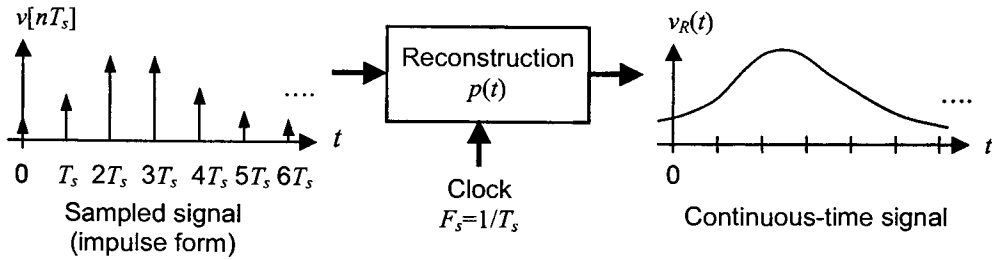 v[nT_s]
....
t
0 T_s 2T_s 3T_s 4T_s 5T_s 6T_s
Sampled signal
(impulse form)
Reconstruction
p(t)
Clock
F_s=1/T_s
v_R(t)
....
t
0
Continuous-time signal